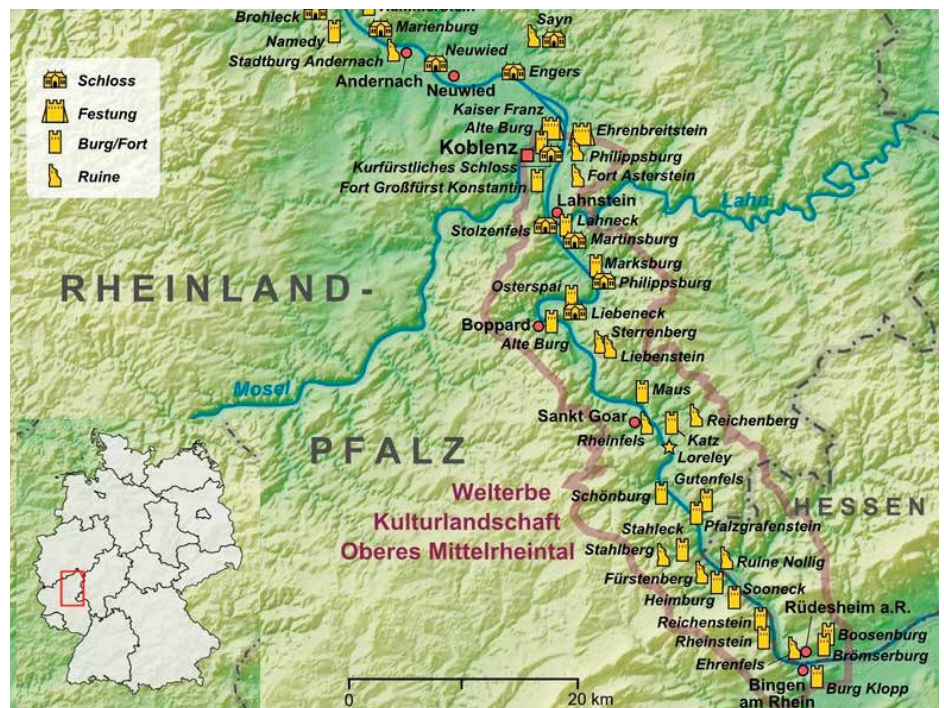 Brohleck
Hammerstein
Marienburg
Sayn
Namedy
Stadtburg Andernach
Neuwied
Andernach
Neuwied
Engers
Schloss
Festung
Burg/Fort
Ruine
Kaiser Franz
Alte Burg
Ehrenbreitstein
Koblenz
Philippsburg
Kurfürstliches Schloss
Fort Asterstein
Fort Großfürst Konstantin
Lahnstein
Lahn
Lahneck
Stolzenfels
Martinsburg
Marksburg
RHEINLAND-
Philippsburg
Osterspai
Liebeneck
Boppard
Sterrenberg
Alte Burg
Liebenstein
Mosel
Maus
Sankt Goar
Reichenberg
Rheinfels
Katz
PFALZ
Loreley
Gutenfels
Welterbe
Schönburg
HESSEN
Kulturlandschaft
Stahleck
Pfalzgrafenstein
Oberes Mittelrheintal
Stahlberg
Ruine Nollig
Fürstenberg
Sooneck
Heimburg
Rüdesheim a.R.
Reichenstein
Boosenburg
Rheinstein
Brömserburg
Ehrenfels
Bingen
am Rhein
Burg Klopp
0
20 km